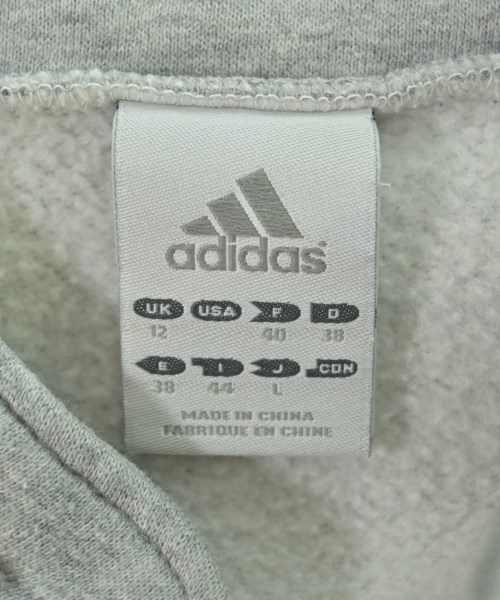 adidas
UK USA F D
12 40 38
E I J CDN
38 44 L
MADE IN CHINA
FABRIQUE EN CHINE